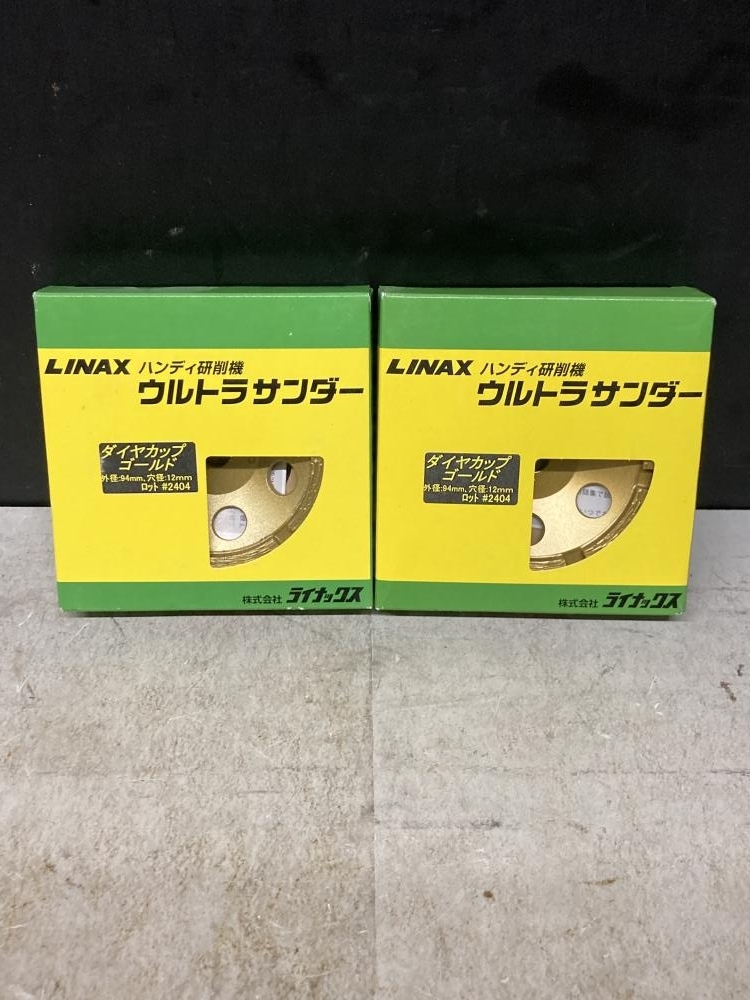 LINAX ハンディ研削機
ウルトラサンダー
ダイヤカップ
ゴールド
外径:94mm、穴径:12mm
ロット #2404
株式会社 ライナックス
LINAX ハンディ研削機
ウルトラサンダー
ダイヤカップ
ゴールド
外径:94mm、穴径:12mm
ロット #2404
株式会社 ライナックス